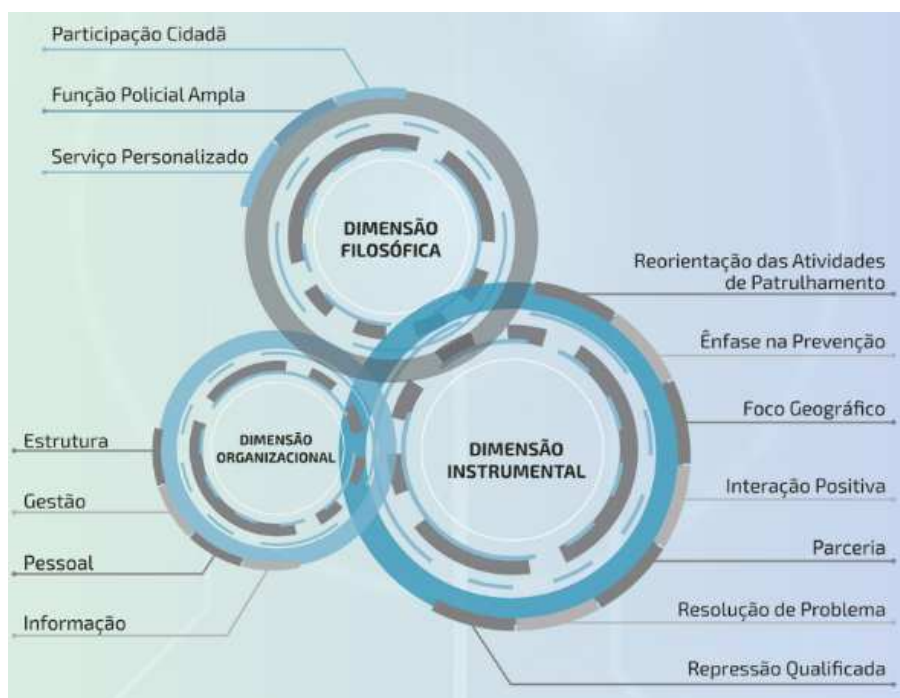 Participação Cidadã
Função Policial Ampla
Serviço Personalizado
DIMENSÃO
FILOSÓFICA
Reorientação das Atividades
de Patrulhamento
Ênfase na Prevenção
Foco Geográfico
Interação Positiva
Parceria
Resolução de Problema
Repressão Qualificada
DIMENSÃO
INSTRUMENTAL
DIMENSÃO
ORGANIZACIONAL
Estrutura
Gestão
Pessoal
Informação